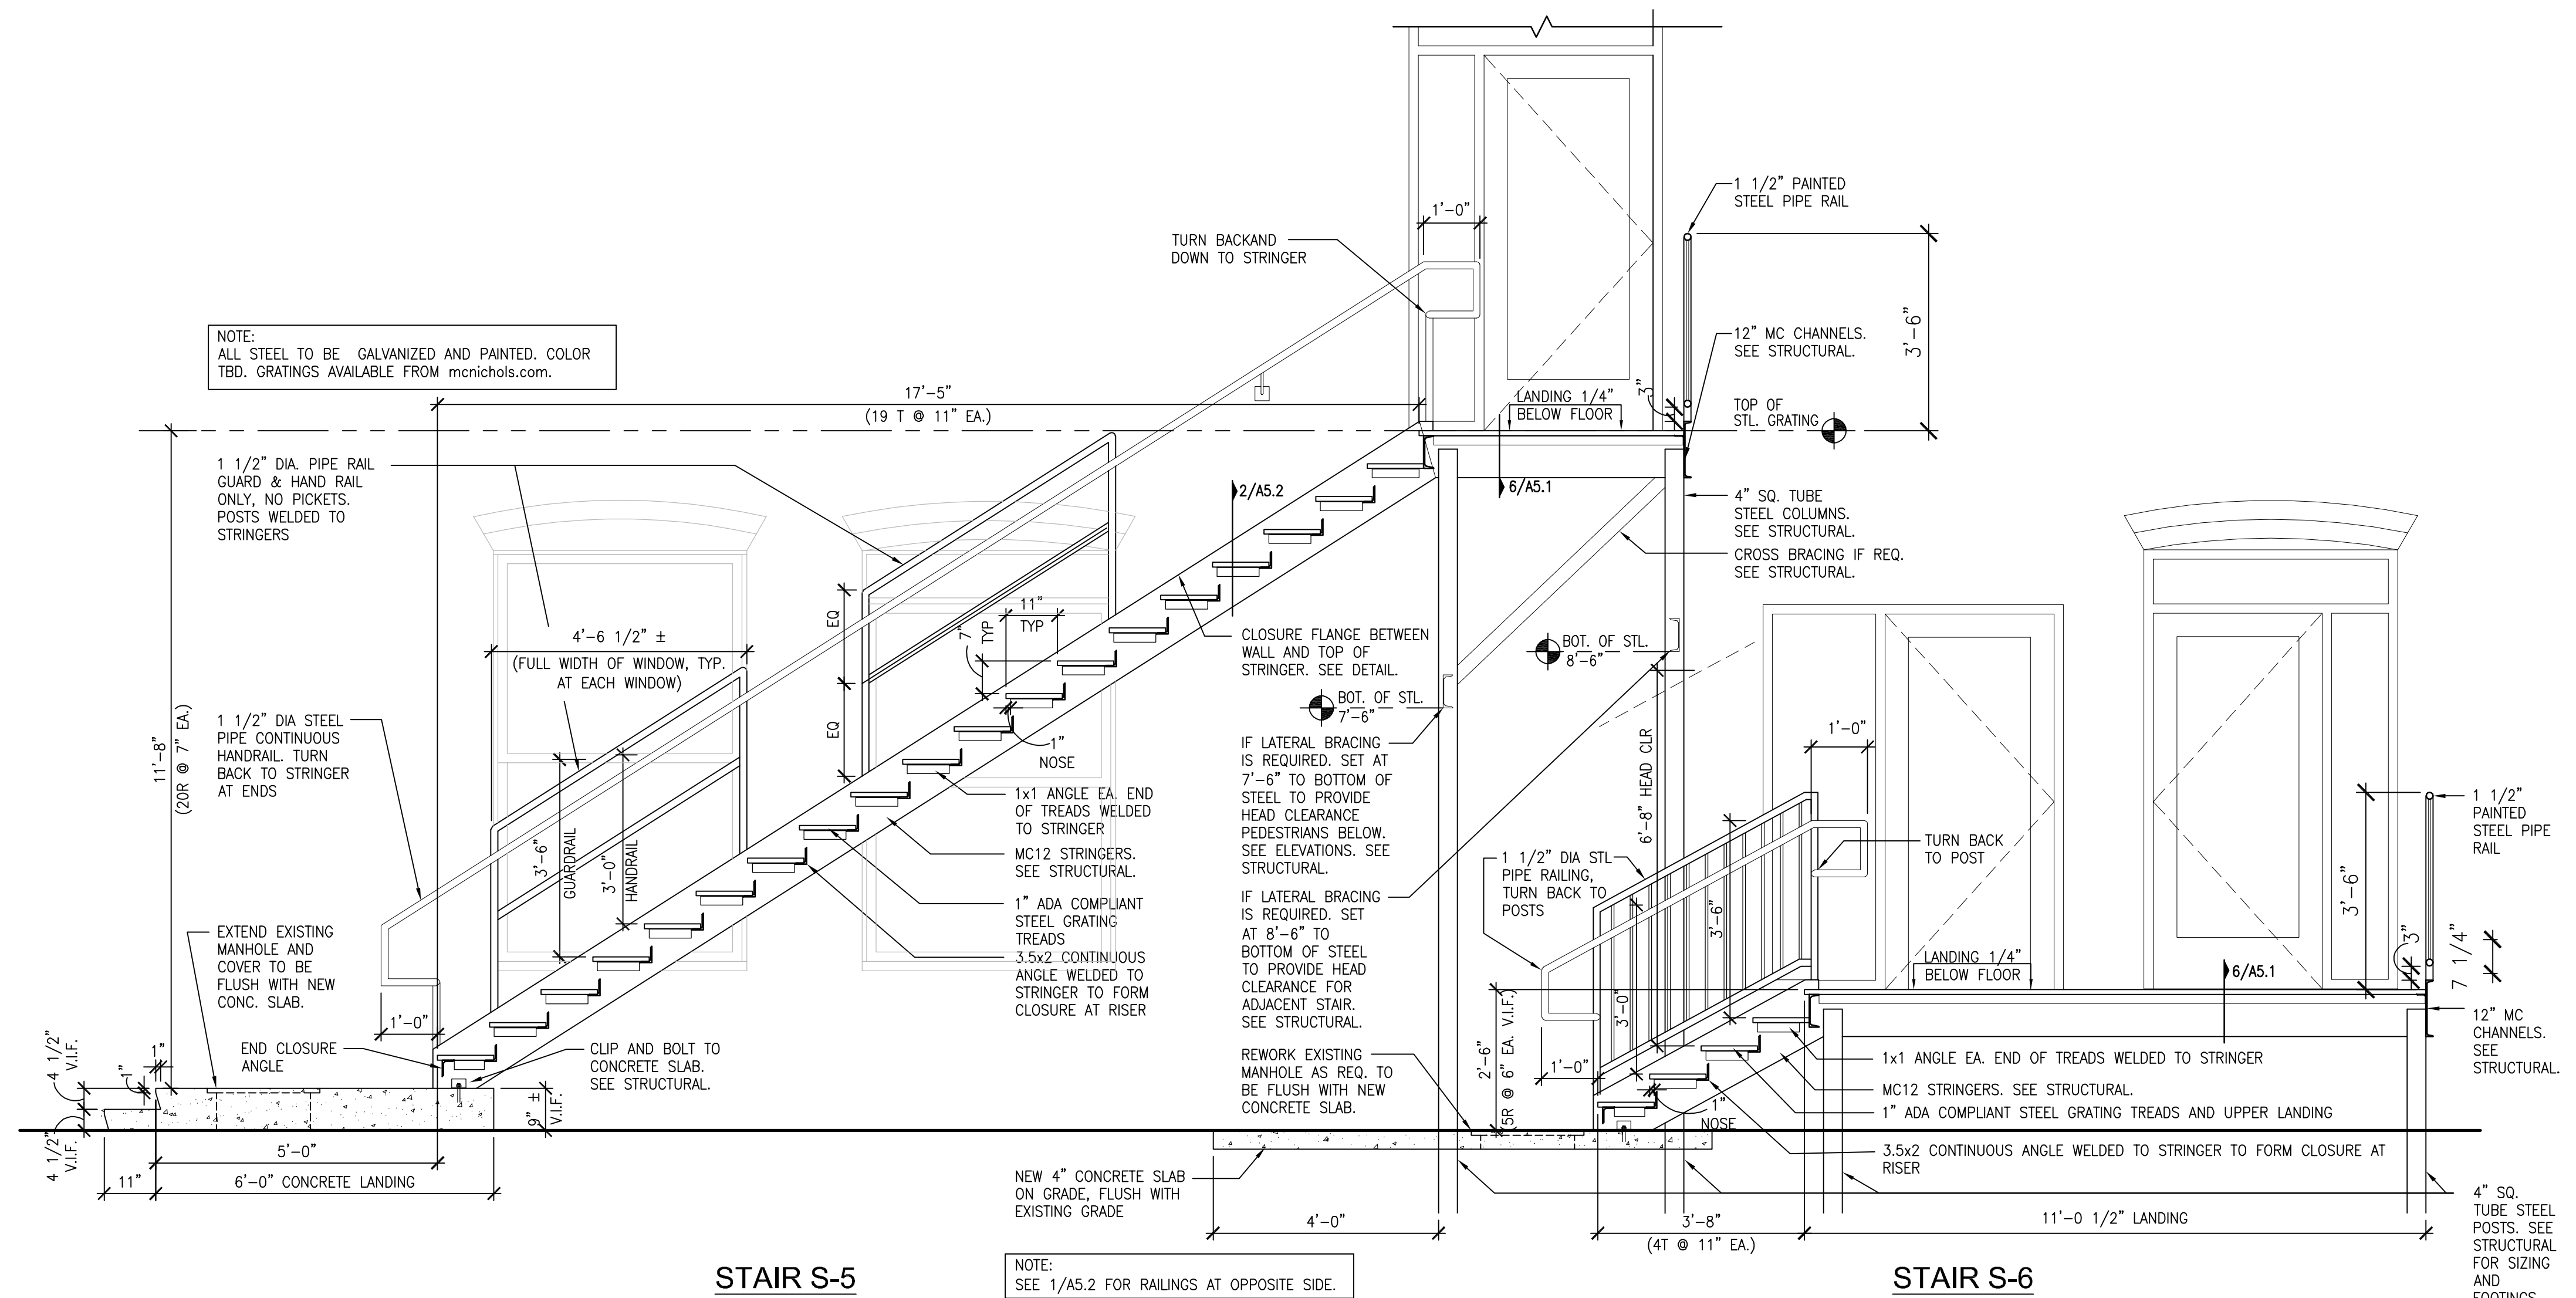 1 1/2” PAINTED
STEEL PIPE RAIL
1’-0”
TURN BACKAND
DOWN TO STRINGER
3’-6”
12” MC CHANNELS.
SEE STRUCTURAL.
NOTE:
ALL STEEL TO BE GALVANIZED AND PAINTED. COLOR
TBD. GRATINGS AVAILABLE FROM mcnichols.com.
17’-5”
(19 T @ 11” EA.)
LANDING 1/4”
BELOW FLOOR
3”
TOP OF
STL. GRATING
1 1/2” DIA. PIPE RAIL
GUARD & HAND RAIL
ONLY, NO PICKETS.
POSTS WELDED TO
STRINGERS
2/A5.2
6/A5.1
4” SQ. TUBE
STEEL COLUMNS.
SEE STRUCTURAL.
CROSS BRACING IF REQ.
SEE STRUCTURAL.
EQ
EQ
11”
TYP
7”
TYP
4’-6 1/2” ±
(FULL WIDTH OF WINDOW, TYP.
AT EACH WINDOW)
CLOSURE FLANGE BETWEEN
WALL AND TOP OF
STRINGER. SEE DETAIL.
BOT. OF STL.
8’-6”
BOT. OF STL.
7’-6”
11’-8”
(20R @ 7” EA.)
1 1/2” DIA STEEL
PIPE CONTINUOUS
HANDRAIL. TURN
BACK TO STRINGER
AT ENDS
3’-6”
GUARDRAIL
3’-0”
HANDRAIL
1”
NOSE
1x1 ANGLE EA. END
OF TREADS WELDED
TO STRINGER
MC12 STRINGERS.
SEE STRUCTURAL.
1” ADA COMPLIANT
STEEL GRATING
TREADS
3.5x2 CONTINUOUS
ANGLE WELDED TO
STRINGER TO FORM
CLOSURE AT RISER
IF LATERAL BRACING
IS REQUIRED. SET AT
7’-6” TO BOTTOM OF
STEEL TO PROVIDE
HEAD CLEARANCE
PEDESTRIANS BELOW.
SEE ELEVATIONS. SEE
STRUCTURAL.
IF LATERAL BRACING
IS REQUIRED. SET
AT 8’-6” TO
BOTTOM OF STEEL
TO PROVIDE HEAD
CLEARANCE FOR
ADJACENT STAIR.
SEE STRUCTURAL.
REWORK EXISTING
MANHOLE AS REQ. TO
BE FLUSH WITH NEW
CONCRETE SLAB.
6’-8” HEAD CLR
1’-0”
1 1/2” DIA STL
PIPE RAILING,
TURN BACK TO
POSTS
TURN BACK
TO POST
3’-6”
3’-0”
1’-0”
2’-6”
(5R @ 6” EA. V.I.F.)
1”
NOSE
LANDING 1/4”
BELOW FLOOR
6/A5.1
3’-6”
3”
7 1/4”
1 1/2”
PAINTED
STEEL PIPE
RAIL
12” MC
CHANNELS.
SEE
STRUCTURAL.
EXTEND EXISTING
MANHOLE AND
COVER TO BE
FLUSH WITH NEW
CONC. SLAB.
1’-0”
END CLOSURE
ANGLE
CLIP AND BOLT TO
CONCRETE SLAB.
SEE STRUCTURAL.
4 1/2”
V.I.F.
1”
1”
4 1/2”
V.I.F.
9” ±
V.I.F.
5’-0”
11”
6’-0” CONCRETE LANDING
1x1 ANGLE EA. END OF TREADS WELDED TO STRINGER
MC12 STRINGERS. SEE STRUCTURAL.
1” ADA COMPLIANT STEEL GRATING TREADS AND UPPER LANDING
3.5x2 CONTINUOUS ANGLE WELDED TO STRINGER TO FORM CLOSURE AT
RISER
NEW 4” CONCRETE SLAB
ON GRADE, FLUSH WITH
EXISTING GRADE
4’-0”
3’-8”
(4T @ 11” EA.)
11’-0 1/2” LANDING
4” SQ.
TUBE STEEL
POSTS. SEE
STRUCTURAL
FOR SIZING
AND
FOOTINGS
STAIR S-5
NOTE:
SEE 1/A5.2 FOR RAILINGS AT OPPOSITE SIDE.
STAIR S-6